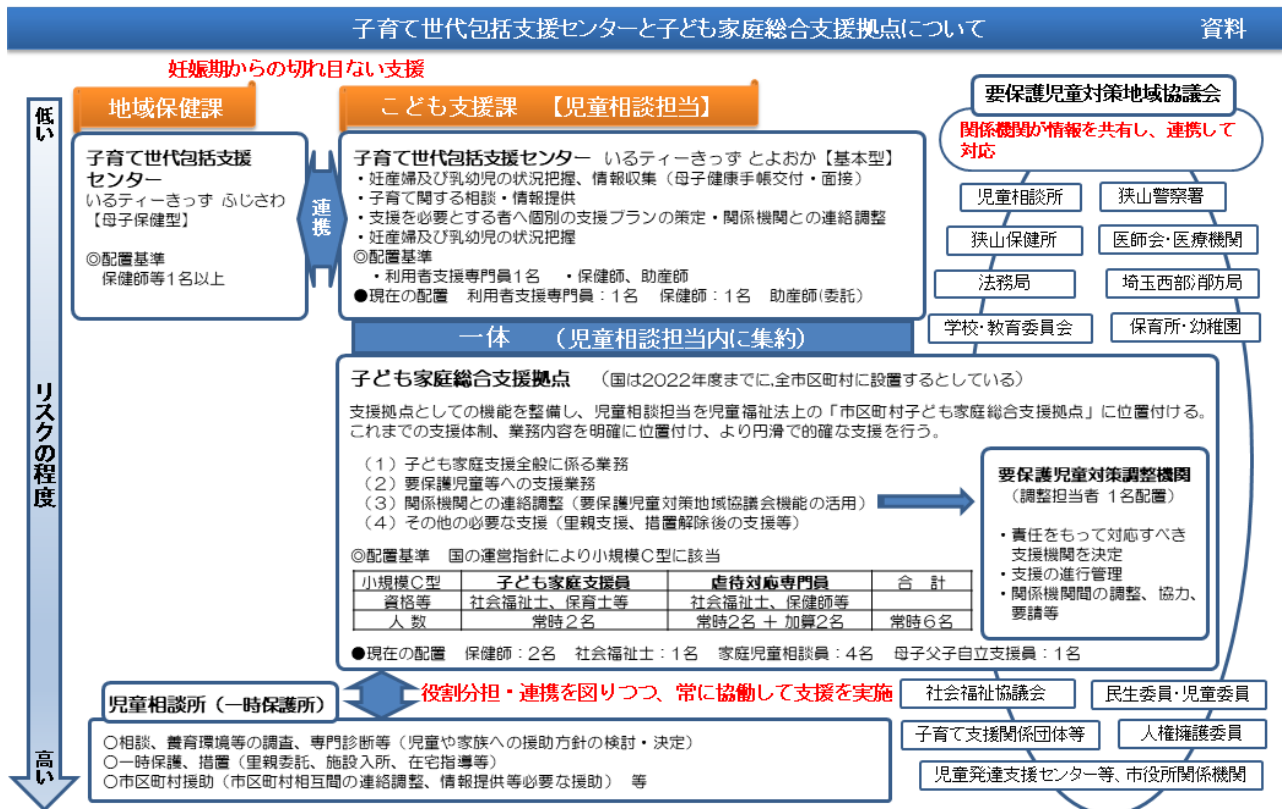 子育て世代包括支援センターと子ども家庭総合支援拠点について
資料
妊娠期からの切れ目ない支援
低い
リスクの程度
高い
地域保健課
子育て世代包括支援
センター
いるティーきっず ふじさわ
【母子保健型】
◎配置基準
保健師等1名以上
連携
こども支援課 【児童相談担当】
子育て世代包括支援センター いるティーきっず とよおか【基本型】
・妊産婦及び乳幼児の状況把握、情報収集（母子健康手帳交付・面接）
・子育て関する相談・情報提供
・支援を必要とする者へ個別の支援プランの策定・関係機関との連絡調整
・妊産婦及び乳幼児の状況把握
◎配置基準
・利用者支援専門員1名 ・保健師、助産師
●現在の配置 利用者支援専門員：1名 保健師：1名 助産師(委託)
一体 （児童相談担当内に集約）
子ども家庭総合支援拠点 （国は2022年度までに,全市区町村に設置するとしている）
支援拠点としての機能を整備し、児童相談担当を児童福祉法上の「市区町村子ども家庭総合支援拠点」に位置付ける。
これまでの支援体制、業務内容を明確に位置付け、より円滑で的確な支援を行う。
（1）子ども家庭支援全般に係る業務
（2）要保護児童等への支援業務
（3）関係機関との連絡調整（要保護児童対策地域協議会機能の活用）
（4）その他の必要な支援（里親支援、措置解除後の支援等）
◎配置基準 国の運営指針により小規模C型に該当
小規模C型 子ども家庭支援員 虐待対応専門員 合 計
資格等 社会福祉士、保育士等 社会福祉士、保健師等
人 数 常時2名 常時2名 ＋ 加算2名 常時6名
●現在の配置 保健師：2名 社会福祉士：1名 家庭児童相談員：4名 母子父子自立支援員：1名
要保護児童対策調整機関
（調整担当者 1名配置）
・責任をもって対応すべき
支援機関を決定
・支援の進行管理
・関係機関間の調整、協力、
要請等
役割分担・連携を図りつつ、常に協働して支援を実施
児童相談所（一時保護所）
○相談、養育環境等の調査、専門診断等（児童や家族への援助方針の検討・決定）
○一時保護、措置（里親委託、施設入所、在宅指導等）
○市区町村援助（市区町村相互間の連絡調整、情報提供等必要な援助） 等
要保護児童対策地域協議会
関係機関が情報を共有し、連携して
対応
児童相談所 狭山警察署
狭山保健所 医師会・医療機関
法務局 埼玉西部消防局
学校・教育委員会 保育所・幼稚園
社会福祉協議会 民生委員・児童委員
子育て支援関係団体等 人権擁護委員
児童発達支援センター等、市役所関係機関